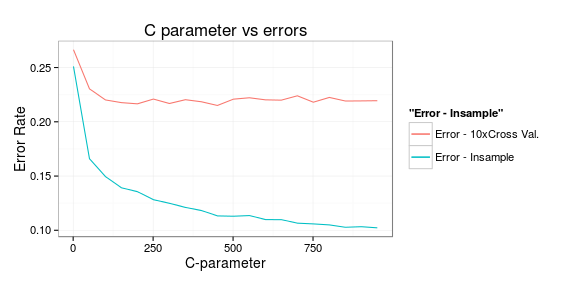 C parameter vs errors
Error Rate
0.25
0.20
0.15
0.10
0
250
500
750
C-parameter
"Error - Insample"
Error - 10xCross Val.
Error - Insample